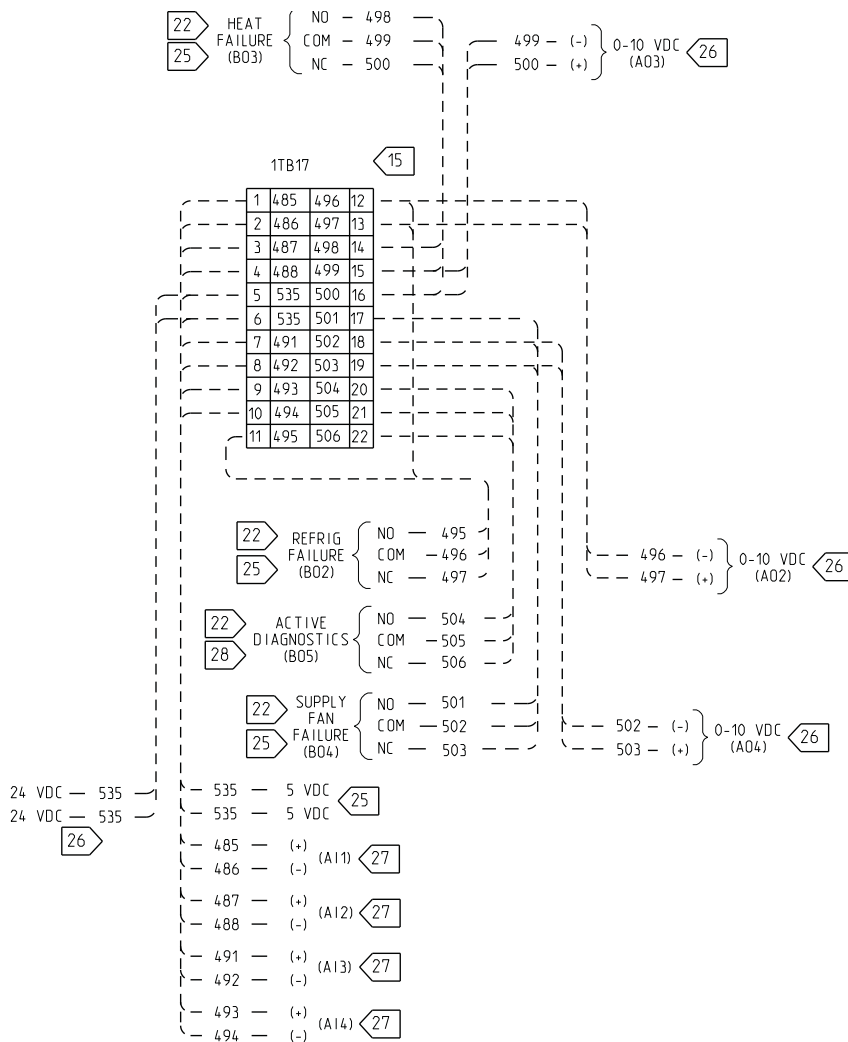 22 HEAT FAILURE (BO3) NO — 498
25 COM — 499
NC — 500
499 — (-) 0-10 VDC (AO3) 26
500 — (+)
1TB17 15
1 485 496 12
2 486 497 13
3 487 498 14
4 488 499 15
5 535 500 16
6 535 501 17
7 491 502 18
8 492 503 19
9 493 504 20
10 494 505 21
11 495 506 22
22 REFRIG FAILURE (BO2) NO — 495
25 COM — 496
NC — 497
496 — (-) 0-10 VDC (AO2) 26
497 — (+)
22 ACTIVE DIAGNOSTICS (BO5) NO — 504
28 COM — 505
NC — 506
22 SUPPLY FAN FAILURE (BO4) NO — 501
25 COM — 502
NC — 503
502 — (-) 0-10 VDC (AO4) 26
503 — (+)
24 VDC — 535
24 VDC — 535
26
535 — 5 VDC 25
535 — 5 VDC
485 — (+) (AI1) 27
486 — (-)
487 — (+) (AI2) 27
488 — (-)
491 — (+) (AI3) 27
492 — (-)
493 — (+) (AI4) 27
494 — (-)